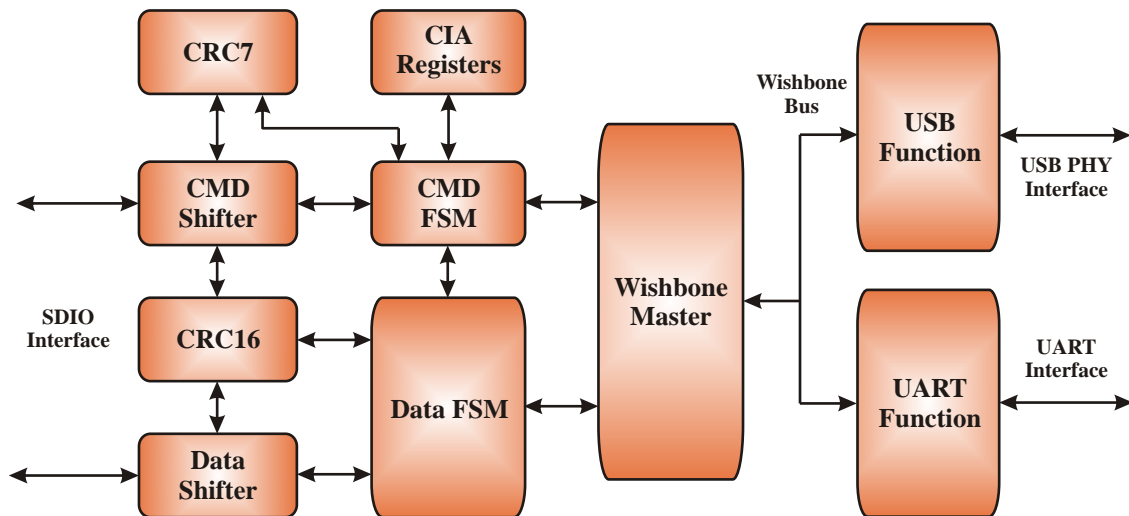 CRC7
CIA
Registers
Wishbone
Bus
USB
Function
USB PHY
Interface
CMD
Shifter
CMD
FSM
SDIO
Interface
CRC16
Wishbone
Master
Data FSM
UART
Function
UART
Interface
Data
Shifter